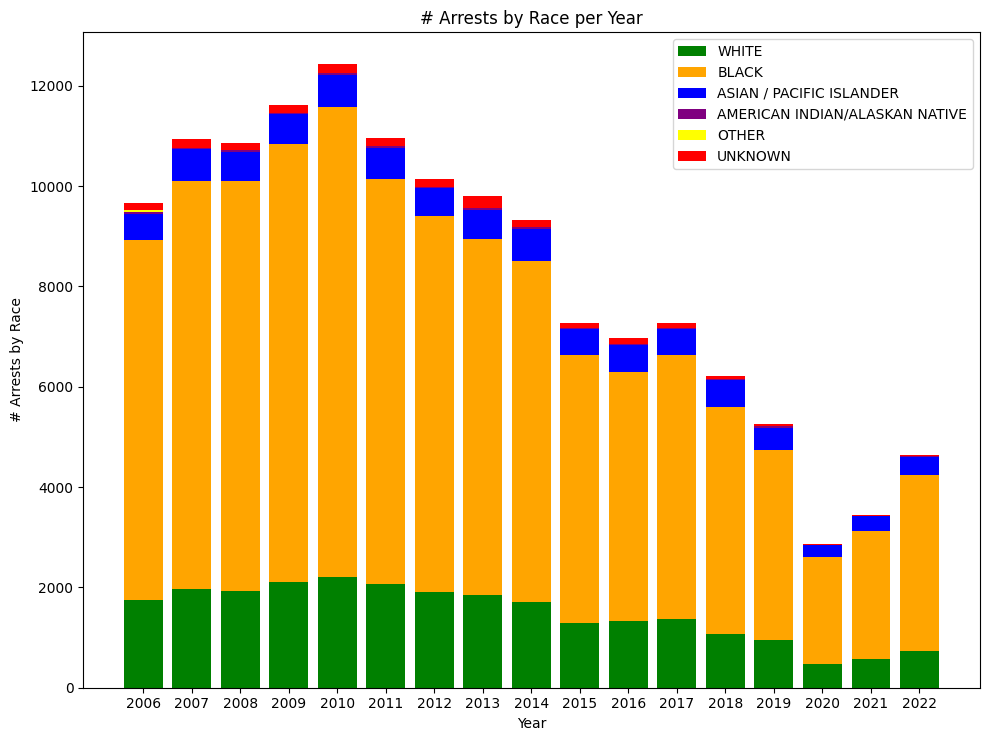 # Arrests by Race per Year
WHITE
BLACK
ASIAN / PACIFIC ISLANDER
AMERICAN INDIAN/ALASKAN NATIVE
OTHER
UNKNOWN
# Arrests by Race
12000
10000
8000
6000
4000
2000
0
2006 2007 2008 2009 2010 2011 2012 2013 2014 2015 2016 2017 2018 2019 2020 2021 2022
Year